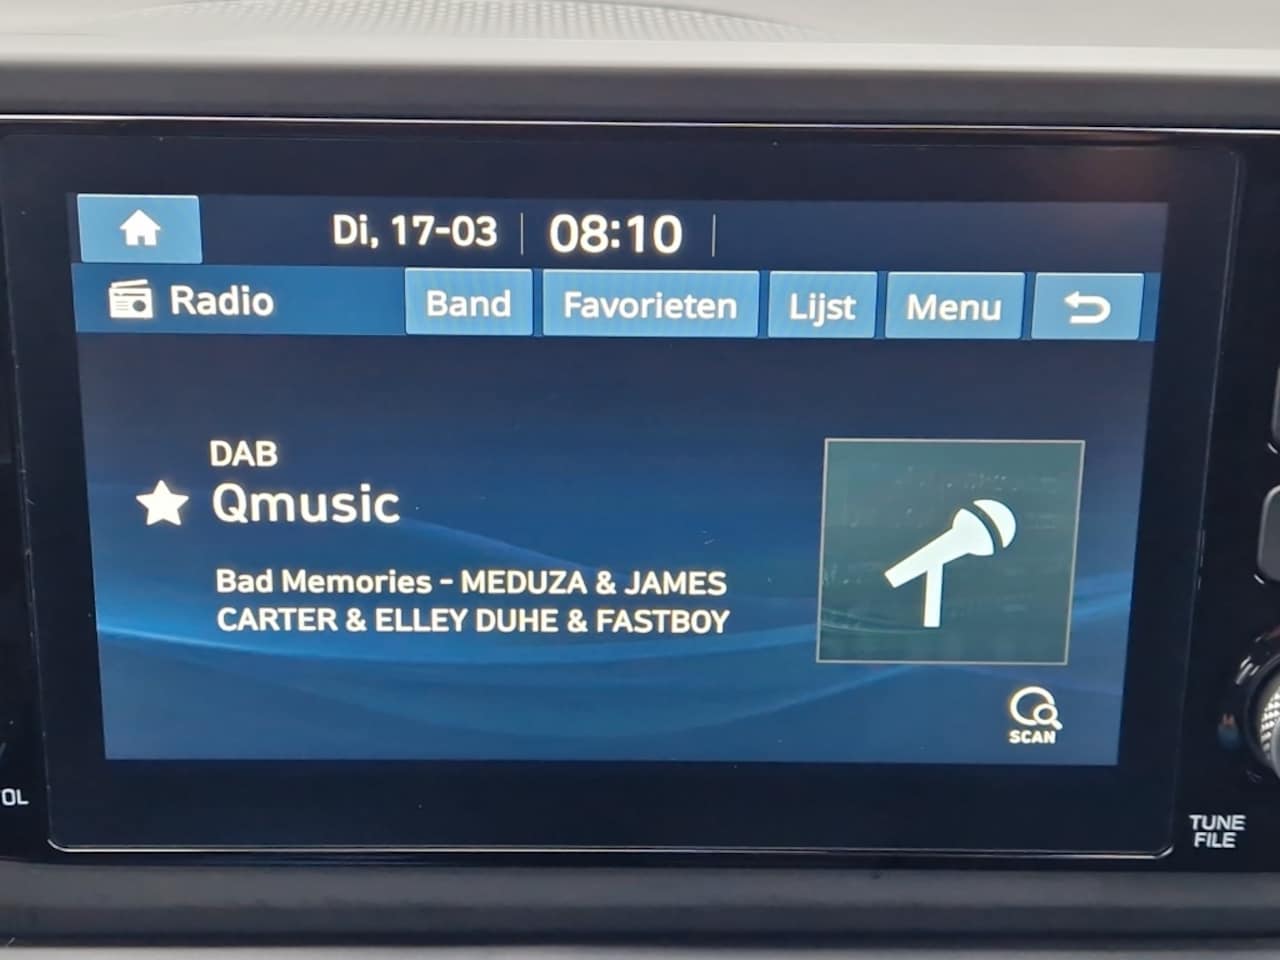 Di, 17-03 08:10
Radio Band Favorieten Lijst Menu
DAB
Qmusic
Bad Memories - MEDUZA & JAMES
CARTER & ELLEY DUHE & FASTBOY
SCAN
OL
TUNE
FILE